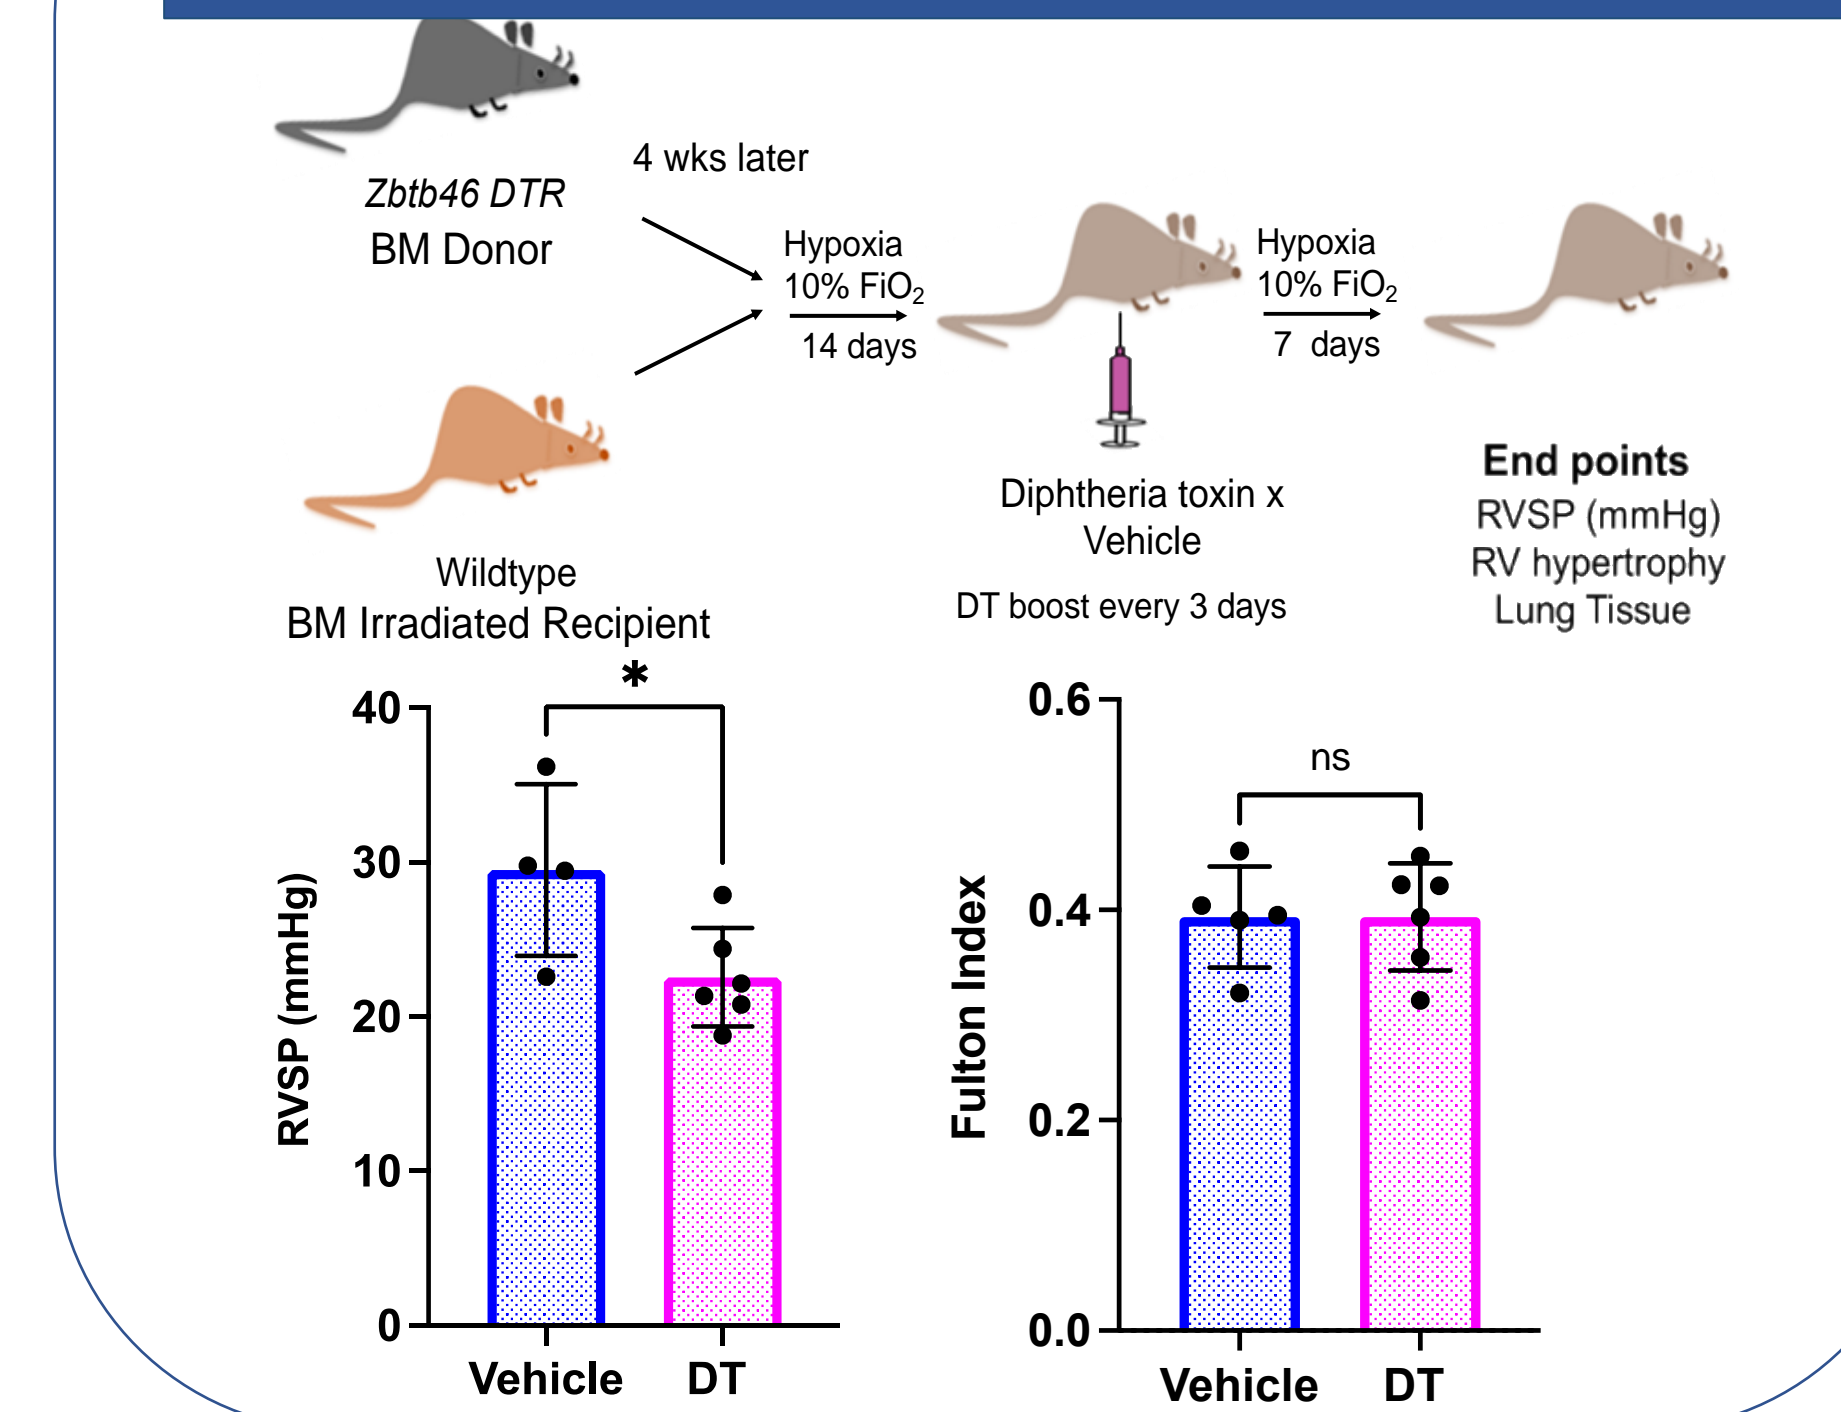 Zbtb46 DTR
BM Donor
4 wks later
Hypoxia
10% FiO₂
14 days
Hypoxia
10% FiO₂
7 days
Wildtype
BM Irradiated Recipient
Diphtheria toxin x
Vehicle
DT boost every 3 days
End points
RVSP (mmHg)
RV hypertrophy
Lung Tissue
*
40
30
20
10
0
RVSP (mmHg)
Vehicle DT
ns
0.6
0.4
0.2
0.0
Fulton Index
Vehicle DT